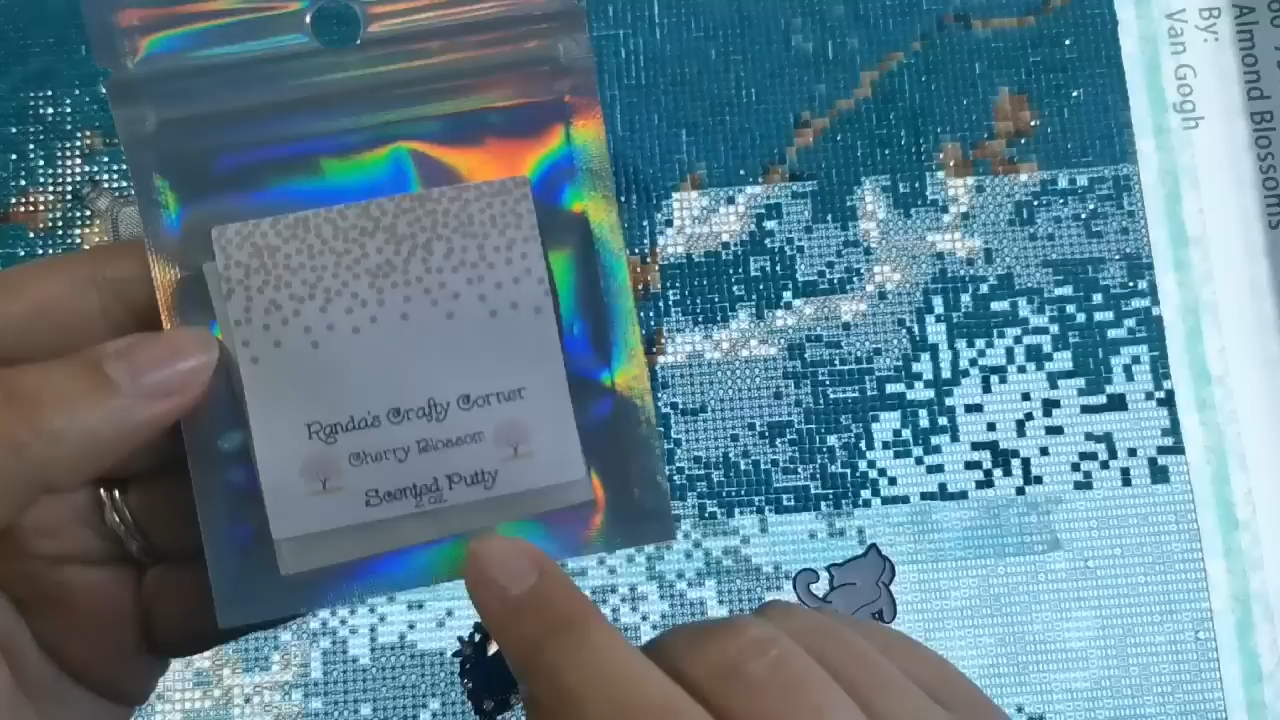 Randa's Crafty Corner
Cherry Blossom
Scented Putty
2 oz.
By:
Van Gogh
Almond Blossoms